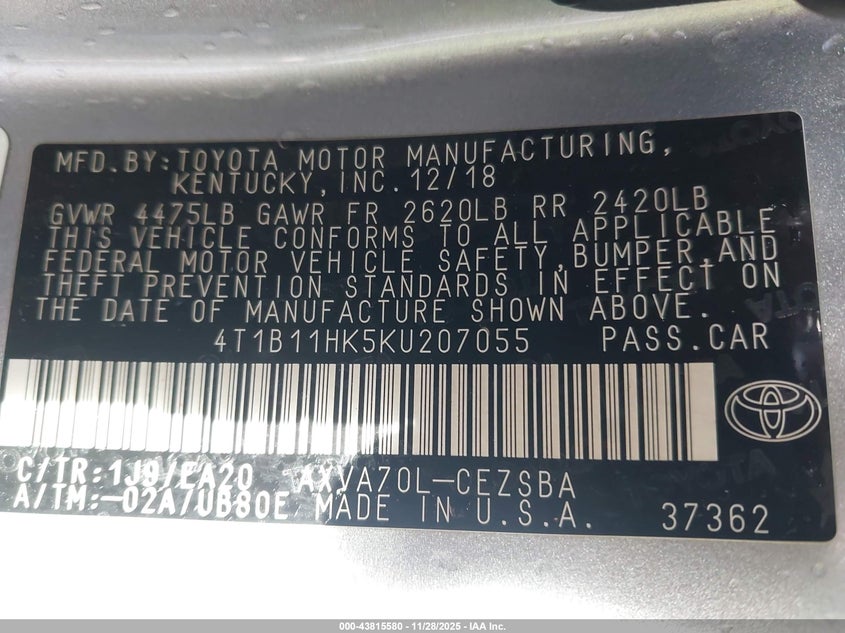 MFD.BY:TOYOTA MOTOR MANUFACTURING,
KENTUCKY,INC.12/18
GVWR 4475LB GAWR FR 2620LB RR 2420LB
THIS VEHICLE CONFORMS TO ALL APPLICABLE
FEDERAL MOTOR VEHICLE SAFETY,BUMPER,AND
THEFT PREVENTION STANDARDS IN EFFECT ON
THE DATE OF MANUFACTURE SHOWN ABOVE.
4T1B11HK5KU207055 PASS.CAR
C/TR:1J9/EA20 AXVA70L-CEZSBA
A/TM:-02A/UB80E MADE IN U.S.A. 37362
000-43815580 | 11/28/2025 - IAA Inc.